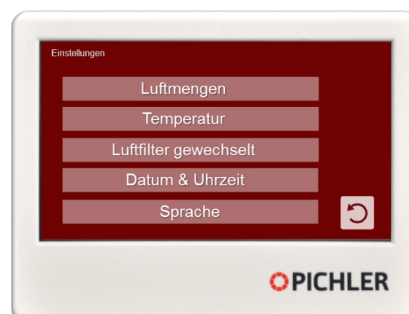 Einstellungen
Luftmengen
Temperatur
Luftfilter gewechselt
Datum & Uhrzeit
Sprache
PICHLER